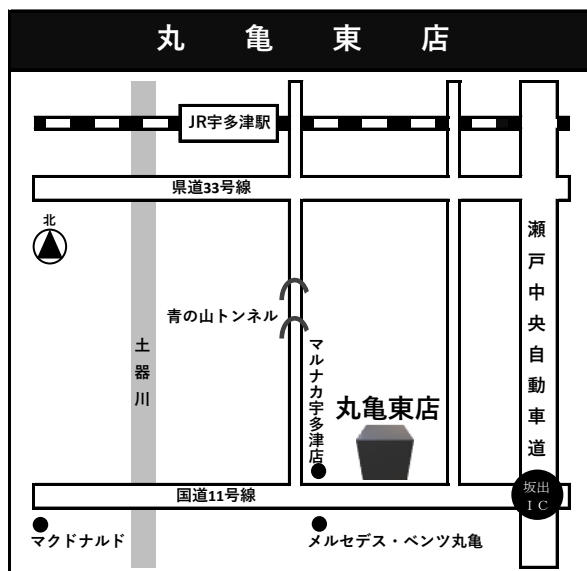 丸亀東店
JR宇多津駅
県道33号線
北
瀬戸中央自動車道
青の山トンネル
土器川
マルナカ宇多津店
丸亀東店
国道11号線
坂出
IC
マクドナルド
メルセデス・ベンツ丸亀